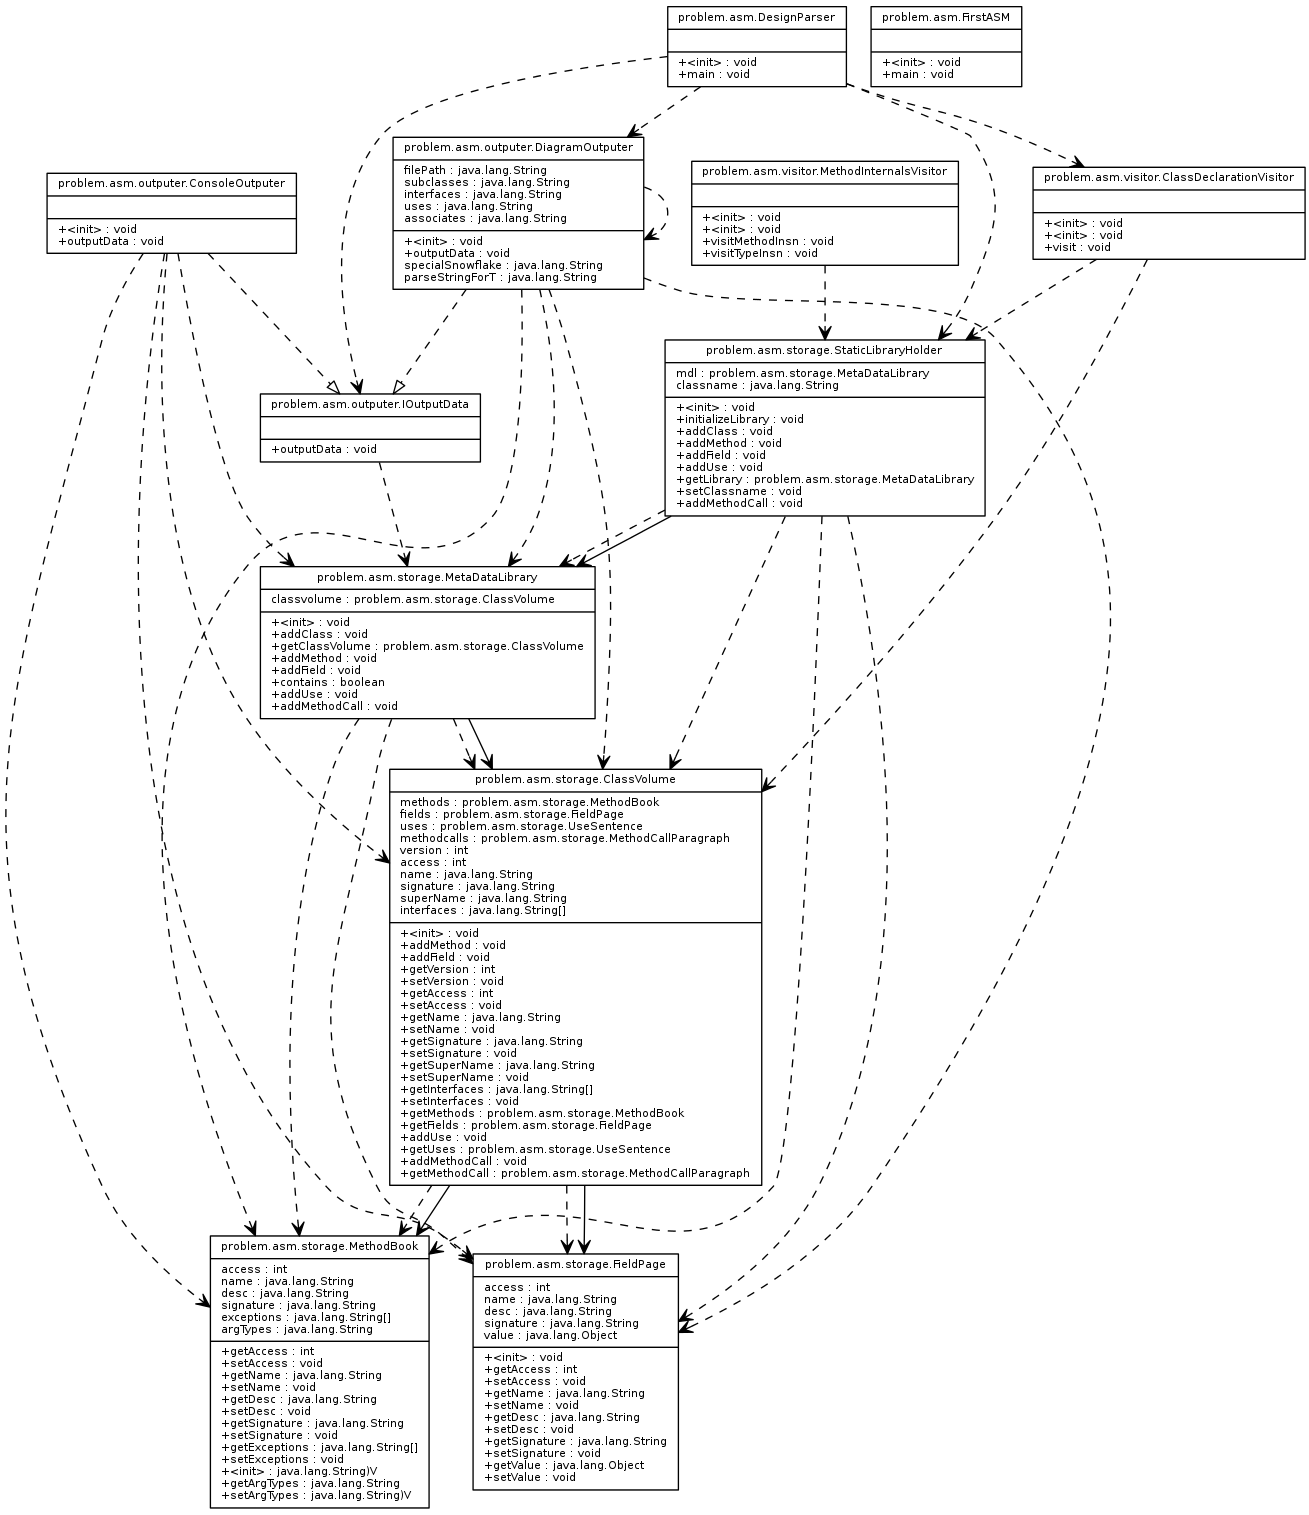 problem.asm.DesignParser
+<init> : void
+main : void
problem.asm.FirstASM
+<init> : void
+main : void
problem.asm.outputer.DiagramOutputer
filePath : java.lang.String
subclasses : java.lang.String
interfaces : java.lang.String
uses : java.lang.String
associates : java.lang.String
+<init> : void
+outputData : void
specialSnowflake : java.lang.String
parseStringForT : java.lang.String
problem.asm.outputer.ConsoleOutputer
+<init> : void
+outputData : void
problem.asm.visitor.MethodInternalsVisitor
+<init> : void
+<init> : void
+visitMethodInsn : void
+visitTypeInsn : void
problem.asm.visitor.ClassDeclarationVisitor
+<init> : void
+<init> : void
+visit : void
problem.asm.outputer.IOutputData
+outputData : void
problem.asm.storage.StaticLibraryHolder
mdl : problem.asm.storage.MetaDataLibrary
classname : java.lang.String
+<init> : void
+initializeLibrary : void
+addClass : void
+addMethod : void
+addField : void
+addUse : void
+getLibrary : problem.asm.storage.MetaDataLibrary
+setClassname : void
+addMethodCall : void
problem.asm.storage.MetaDataLibrary
classvolume : problem.asm.storage.ClassVolume
+<init> : void
+addClass : void
+getClassVolume : problem.asm.storage.ClassVolume
+addMethod : void
+addField : void
+contains : boolean
+addUse : void
+addMethodCall : void
problem.asm.storage.ClassVolume
methods : problem.asm.storage.MethodBook
fields : problem.asm.storage.FieldPage
uses : problem.asm.storage.UseSentence
methodcalls : problem.asm.storage.MethodCallParagraph
version : int
access : int
name : java.lang.String
signature : java.lang.String
superName : java.lang.String
interfaces : java.lang.String[]
+<init> : void
+addMethod : void
+addField : void
+getVersion : int
+setVersion : void
+getAccess : int
+setAccess : void
+getName : java.lang.String
+setName : void
+getSignature : java.lang.String
+setSignature : void
+getSuperName : java.lang.String
+setSuperName : void
+getInterfaces : java.lang.String[]
+setInterfaces : void
+getMethods : problem.asm.storage.MethodBook
+getFields : problem.asm.storage.FieldPage
+addUse : void
+getUses : problem.asm.storage.UseSentence
+addMethodCall : void
+getMethodCall : problem.asm.storage.MethodCallParagraph
problem.asm.storage.MethodBook
access : int
name : java.lang.String
desc : java.lang.String
signature : java.lang.String
exceptions : java.lang.String[]
argTypes : java.lang.String
+getAccess : int
+setAccess : void
+getName : java.lang.String
+setName : void
+getDesc : java.lang.String
+setDesc : void
+getSignature : java.lang.String
+setSignature : void
+getExceptions : java.lang.String[]
+setExceptions : void
+<init> : java.lang.String)V
+getArgTypes : java.lang.String
+setArgTypes : java.lang.String)V
problem.asm.storage.FieldPage
access : int
name : java.lang.String
desc : java.lang.String
signature : java.lang.String
value : java.lang.Object
+<init> : void
+getAccess : int
+setAccess : void
+getName : java.lang.String
+setName : void
+getDesc : java.lang.String
+setDesc : void
+getSignature : java.lang.String
+setSignature : void
+getValue : java.lang.Object
+setValue : void